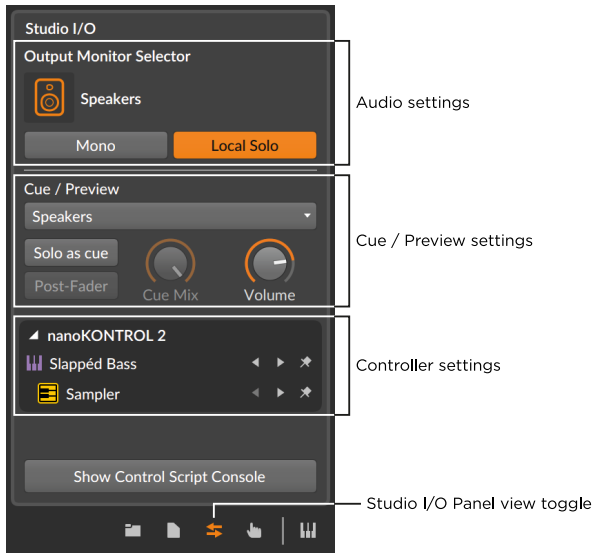 Studio I/O
Output Monitor Selector
Speakers
Mono
Local Solo
Audio settings
Cue / Preview
Speakers
Solo as cue
Post-Fader
Cue Mix
Volume
Cue / Preview settings
nanoKONTROL 2
Slappéd Bass
Sampler
Controller settings
Show Control Script Console
Studio I/O Panel view toggle